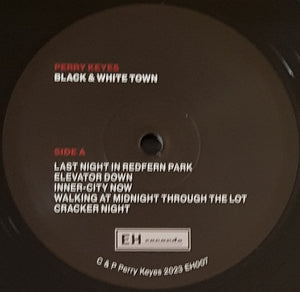 PERRY KEYES
BLACK & WHITE TOWN
SIDE A
LAST NIGHT IN REDFERN PARK
ELEVATOR DOWN
INNER-CITY NOW
WALKING AT MIDNIGHT THROUGH THE LOT
CRACKER NIGHT
EH records
C & P Perry Keyes 2023 EH007